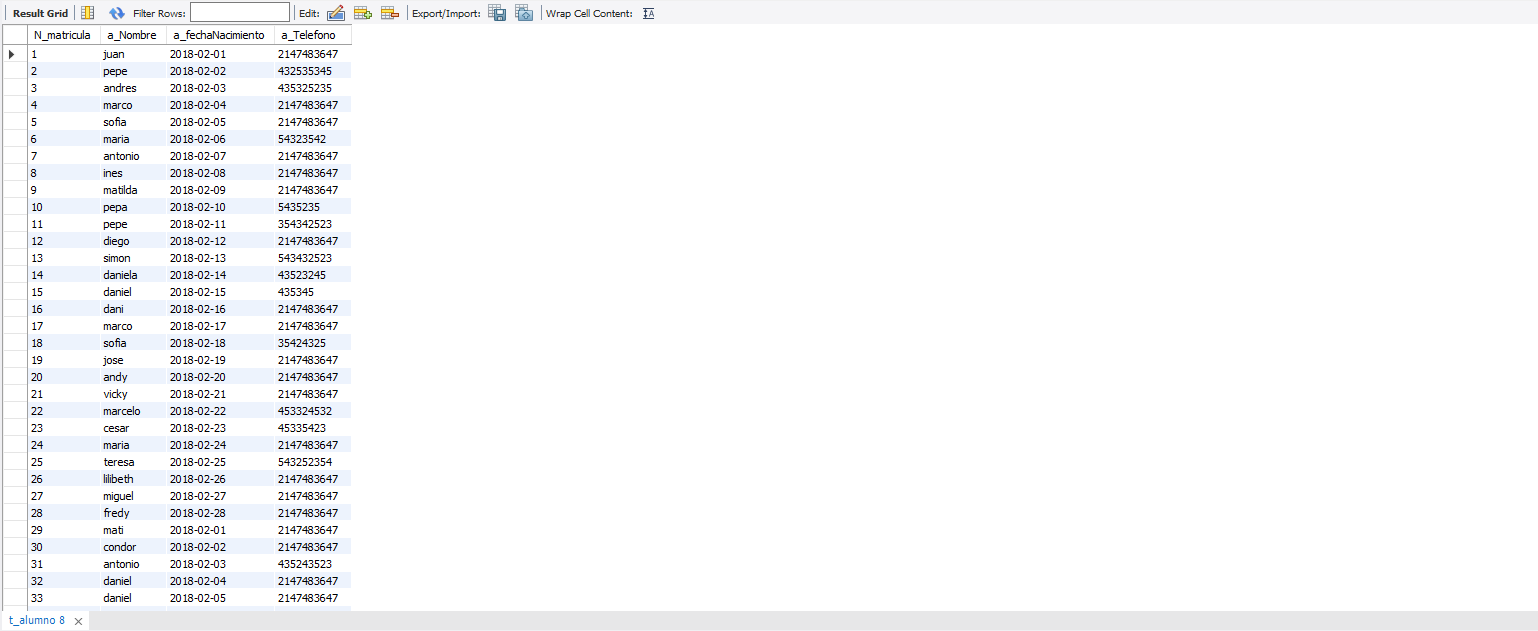 Result Grid Filter Rows: Edit: Export/Import: Wrap Cell Content: IA
N_matricula a_Nombre a_fechaNacimiento a_Telefono
1 juan 2018-02-01 2147483647
2 pepe 2018-02-02 432535345
3 andres 2018-02-03 435325235
4 marco 2018-02-04 2147483647
5 sofia 2018-02-05 2147483647
6 maria 2018-02-06 54323542
7 antonio 2018-02-07 2147483647
8 ines 2018-02-08 2147483647
9 matilda 2018-02-09 2147483647
10 pepa 2018-02-10 5435235
11 pepe 2018-02-11 354342523
12 diego 2018-02-12 2147483647
13 simon 2018-02-13 543432523
14 daniela 2018-02-14 43523245
15 daniel 2018-02-15 435345
16 dani 2018-02-16 2147483647
17 marco 2018-02-17 2147483647
18 sofia 2018-02-18 35424325
19 jose 2018-02-19 2147483647
20 andy 2018-02-20 2147483647
21 vicky 2018-02-21 2147483647
22 marcelo 2018-02-22 453324532
23 cesar 2018-02-23 45335423
24 maria 2018-02-24 2147483647
25 teresa 2018-02-25 543252354
26 lilibeth 2018-02-26 2147483647
27 miguel 2018-02-27 2147483647
28 fredy 2018-02-28 2147483647
29 mati 2018-02-01 2147483647
30 condor 2018-02-02 2147483647
31 antonio 2018-02-03 435243523
32 daniel 2018-02-04 2147483647
33 daniel 2018-02-05 2147483647
t_alumno 8